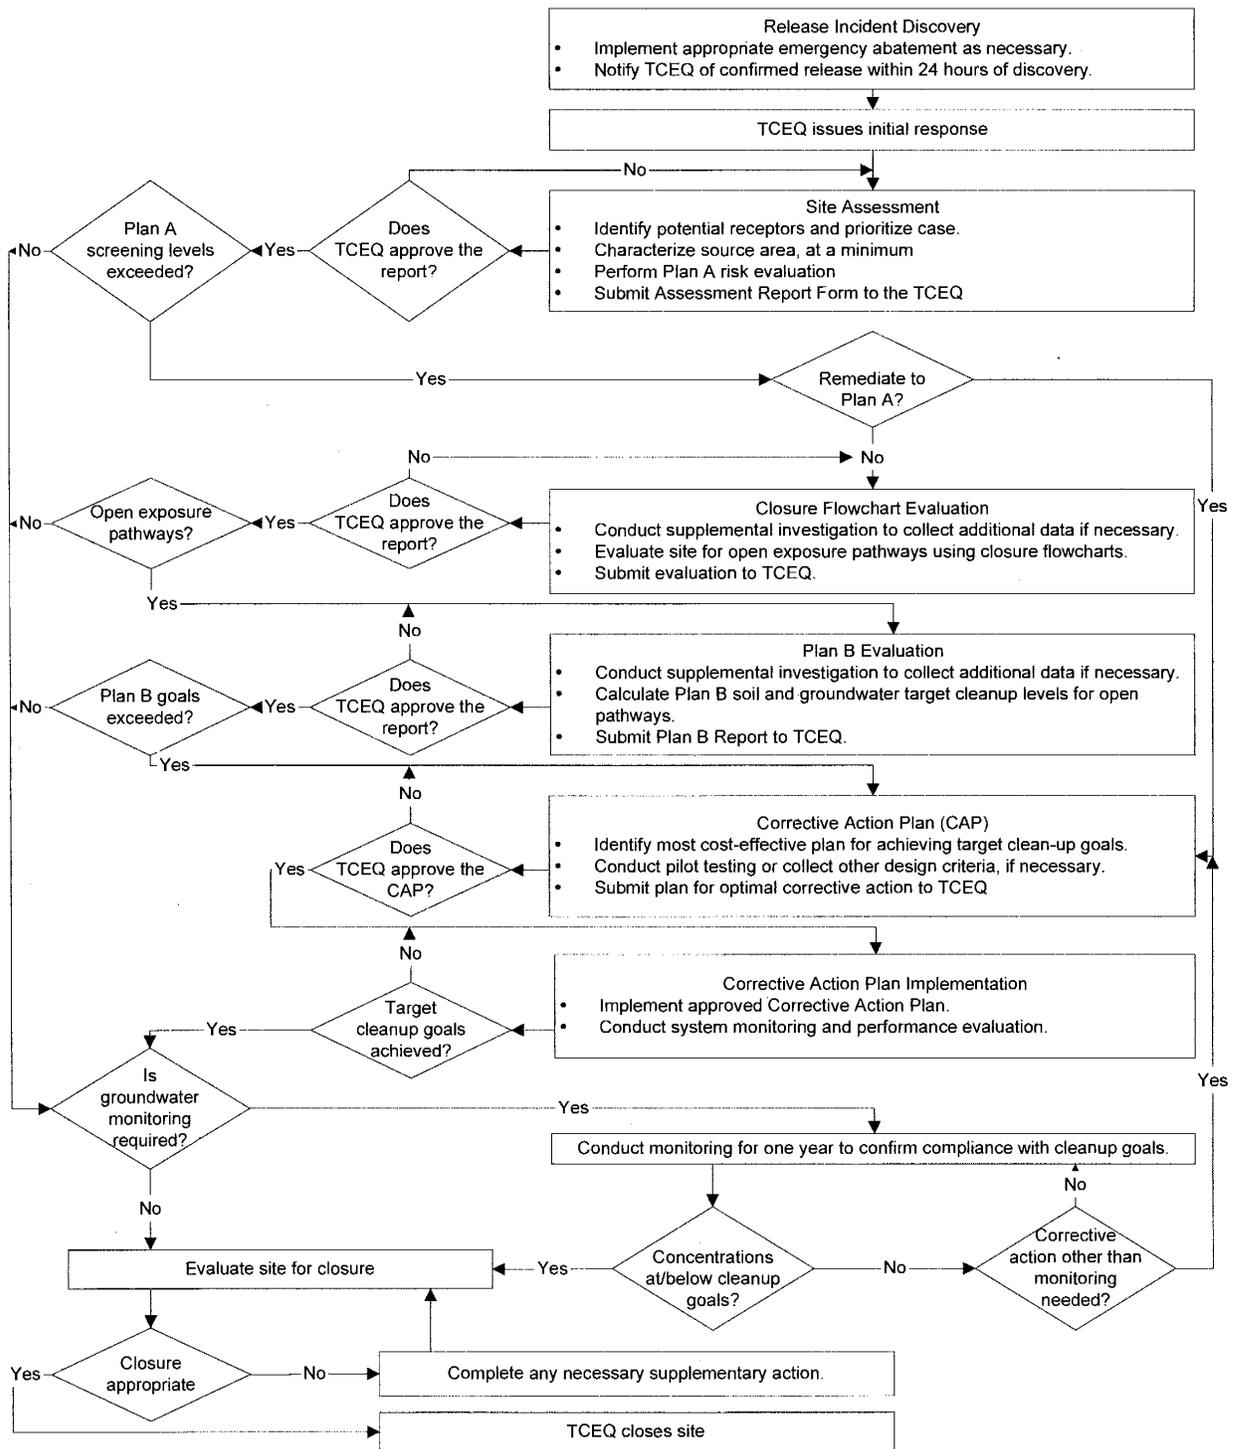 Release Incident Discovery
• Implement appropriate emergency abatement as necessary.
• Notify TCEQ of confirmed release within 24 hours of discovery.
TCEQ issues initial response
No
Site Assessment
• Identify potential receptors and prioritize case.
• Characterize source area, at a minimum
• Perform Plan A risk evaluation
• Submit Assessment Report Form to the TCEQ
Does
TCEQ approve the
report?
Yes
Plan A
screening levels
exceeded?
No
Yes
Remediate to
Plan A?
No
No
Yes
Closure Flowchart Evaluation
• Conduct supplemental investigation to collect additional data if necessary.
• Evaluate site for open exposure pathways using closure flowcharts.
• Submit evaluation to TCEQ.
Does
TCEQ approve the
report?
Yes
Open exposure
pathways?
No
Yes
No
Plan B Evaluation
• Conduct supplemental investigation to collect additional data if necessary.
• Calculate Plan B soil and groundwater target cleanup levels for open
pathways.
• Submit Plan B Report to TCEQ.
Does
TCEQ approve the
report?
Yes
Plan B goals
exceeded?
No
Yes
No
Corrective Action Plan (CAP)
• Identify most cost-effective plan for achieving target clean-up goals.
• Conduct pilot testing or collect other design criteria, if necessary.
• Submit plan for optimal corrective action to TCEQ
Does
TCEQ approve the
CAP?
Yes
No
Corrective Action Plan Implementation
• Implement approved Corrective Action Plan.
• Conduct system monitoring and performance evaluation.
Target
cleanup goals
achieved?
Yes
Is
groundwater
monitoring
required?
Yes
Yes
Conduct monitoring for one year to confirm compliance with cleanup goals.
No
No
Concentrations
at/below cleanup
goals?
No
Corrective
action other than
monitoring
needed?
Yes
Evaluate site for closure
Closure
appropriate
Yes
No
Complete any necessary supplementary action.
TCEQ closes site